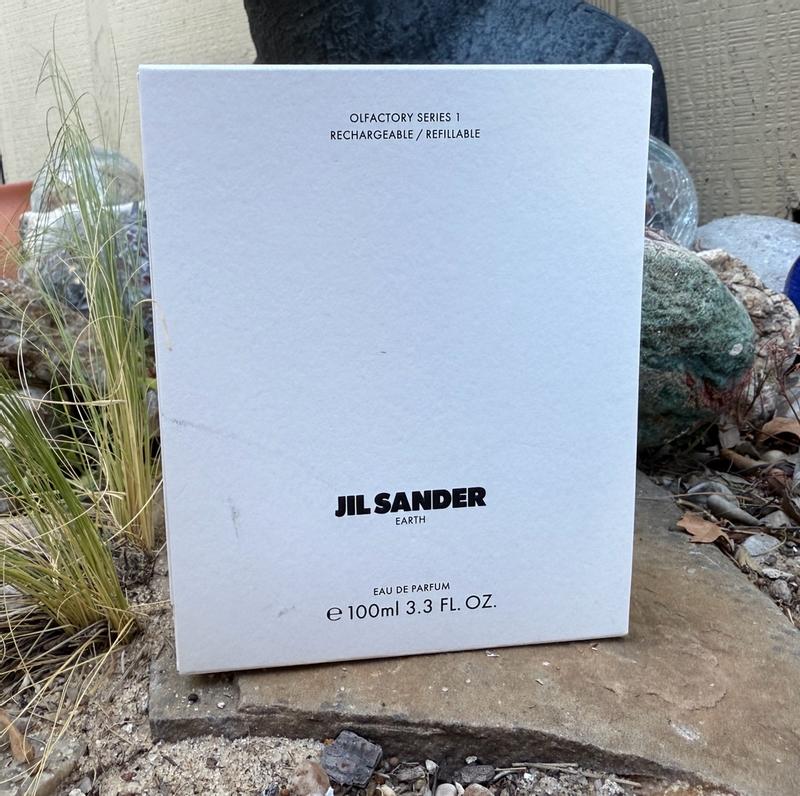 OLFACTORY SERIES 1
RECHARGEABLE / REFILLABLE
JIL SANDER
EARTH
EAU DE PARFUM
℮ 100ml 3.3 FL. OZ.